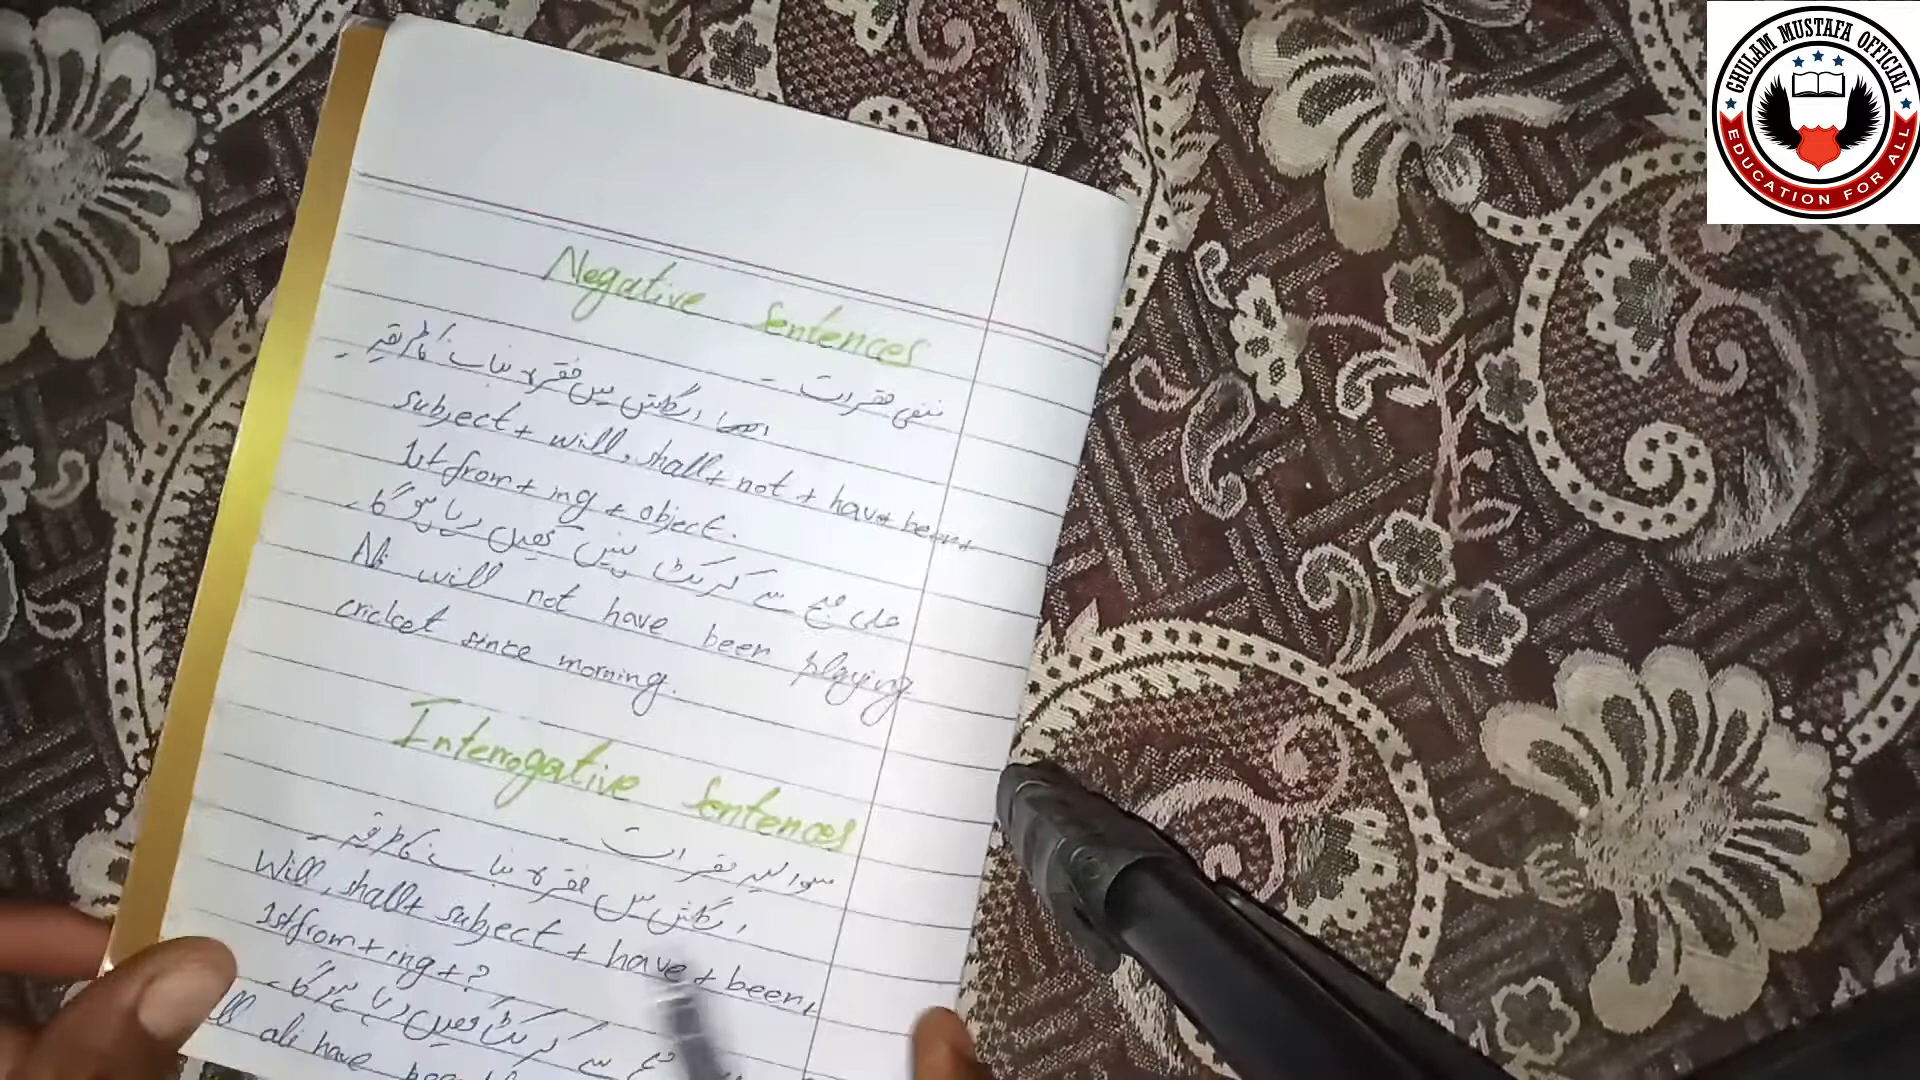 GHULAM MUSTAFA OFFICIAL
EDUCATION FOR ALL
Negative Sentences
منفی فقرات ۔
انگلش میں فقرہ بنانے کا طریقہ ۔
subject + will, shall + not + have + been +
1st from + ing + object.
علی صبح سے کرکٹ نہیں کھیل رہا ہو گا ۔
Ali will not have been playing
cricket since morning.
Interrogative Sentences
سوالیہ فقرات ۔
انگلش میں فقرہ بنانے کا طریقہ ۔
Will, shall + subject + have + been +
1st from + ing + ?
صبح سے کرکٹ کھیل رہا ہو گا ۔
ali have